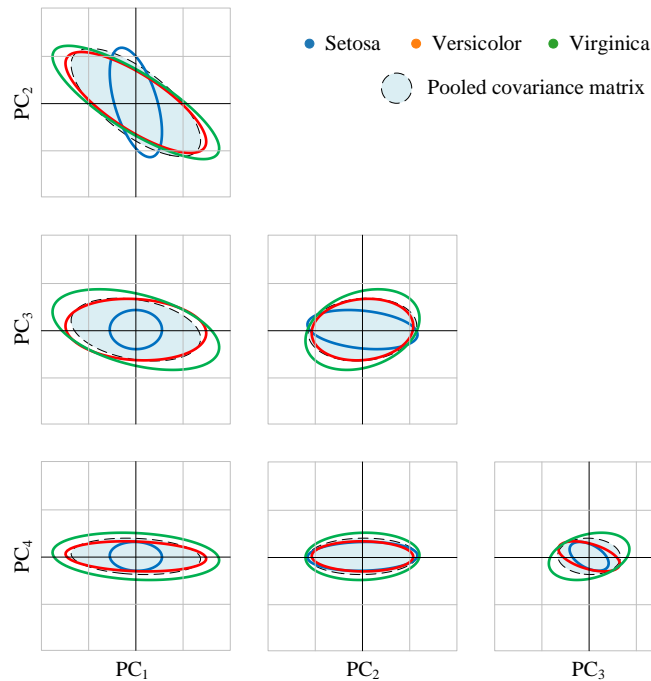 Setosa
Versicolor
Virginica
Pooled covariance matrix
PC₂
PC₃
PC₄
PC₁
PC₂
PC₃